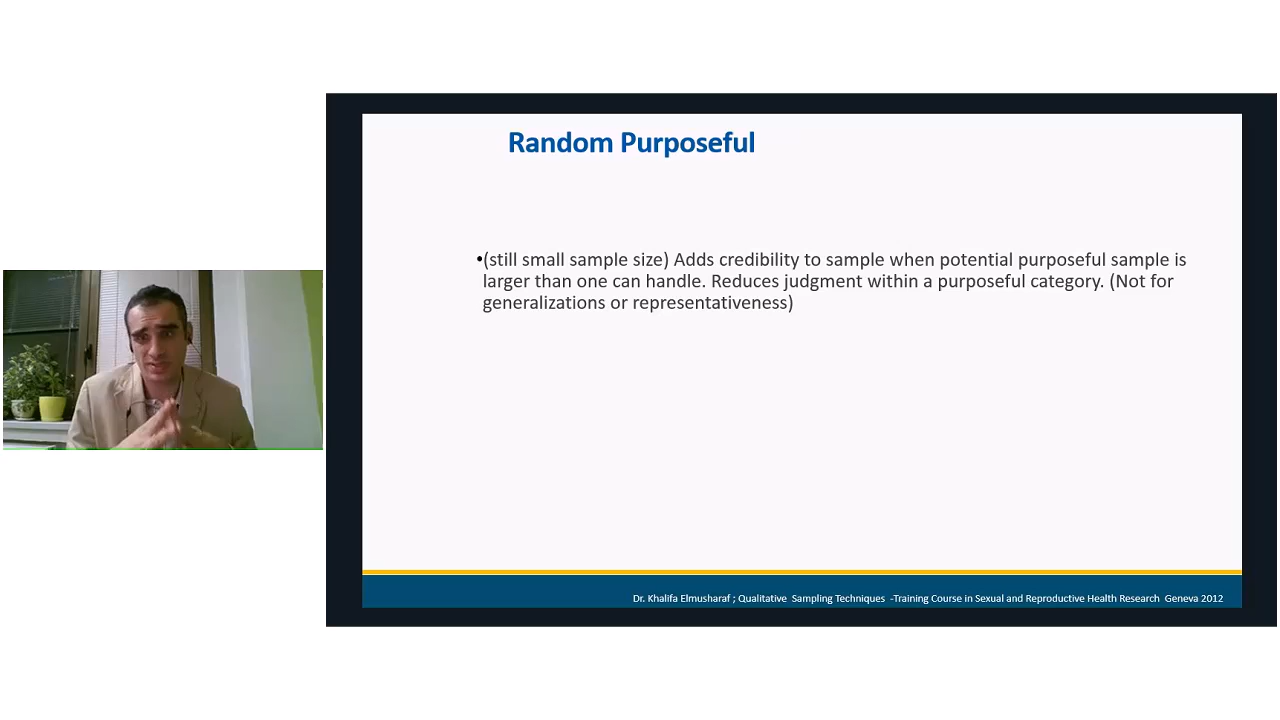 Random Purposeful
•(still small sample size) Adds credibility to sample when potential purposeful sample is
larger than one can handle. Reduces judgment within a purposeful category. (Not for
generalizations or representativeness)
Dr. Khalifa Elmusharaf ; Qualitative Sampling Techniques -Training Course in Sexual and Reproductive Health Research Geneva 2012